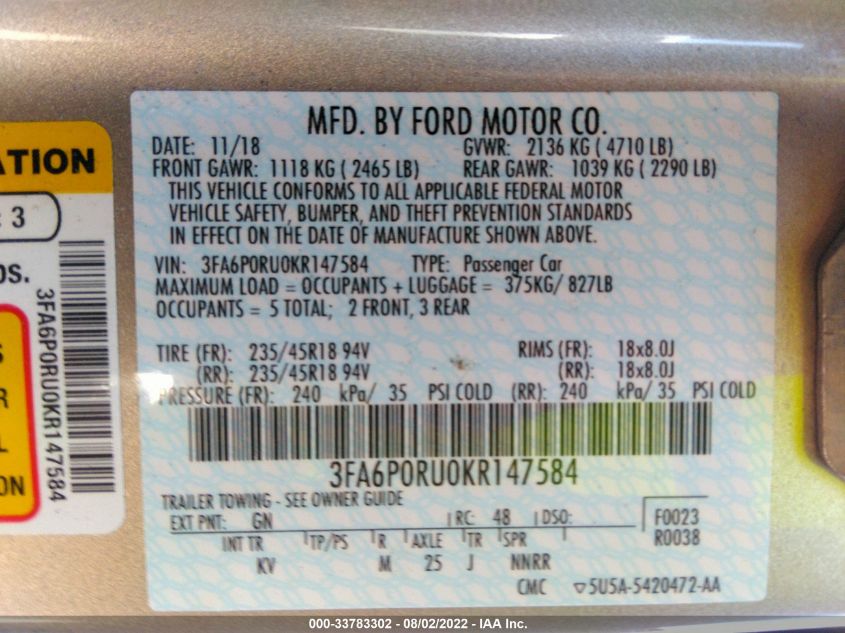 MFD. BY FORD MOTOR CO.
DATE: 11/18 GVWR: 2136 KG ( 4710 LB)
FRONT GAWR: 1118 KG ( 2465 LB) REAR GAWR: 1039 KG ( 2290 LB)
THIS VEHICLE CONFORMS TO ALL APPLICABLE FEDERAL MOTOR
VEHICLE SAFETY, BUMPER, AND THEFT PREVENTION STANDARDS
IN EFFECT ON THE DATE OF MANUFACTURE SHOWN ABOVE.
VIN: 3FA6P0RU0KR147584 TYPE: Passenger Car
MAXIMUM LOAD = OCCUPANTS + LUGGAGE = 375KG/ 827LB
OCCUPANTS = 5 TOTAL; 2 FRONT, 3 REAR
TIRE (FR): 235/45R18 94V RIMS (FR): 18x8.0J
(RR): 235/45R18 94V (RR): 18x8.0J
PRESSURE (FR): 240 kPa/ 35 PSI COLD (RR): 240 kPa/ 35 PSI COLD
3FA6P0RU0KR147584
TRAILER TOWING - SEE OWNER GUIDE
EXT PNT: GN RC: 48 DSO: F0023
R0038
INT TR TP/PS R AXLE TR SPR
KV M 25 J NNRR
CMC ▽5U5A-5420472-AA
ATION
: 3
OS.
3FA6P0RU0KR147584
S
R
L
ON
000-33783302 - 08/02/2022 - IAA Inc.